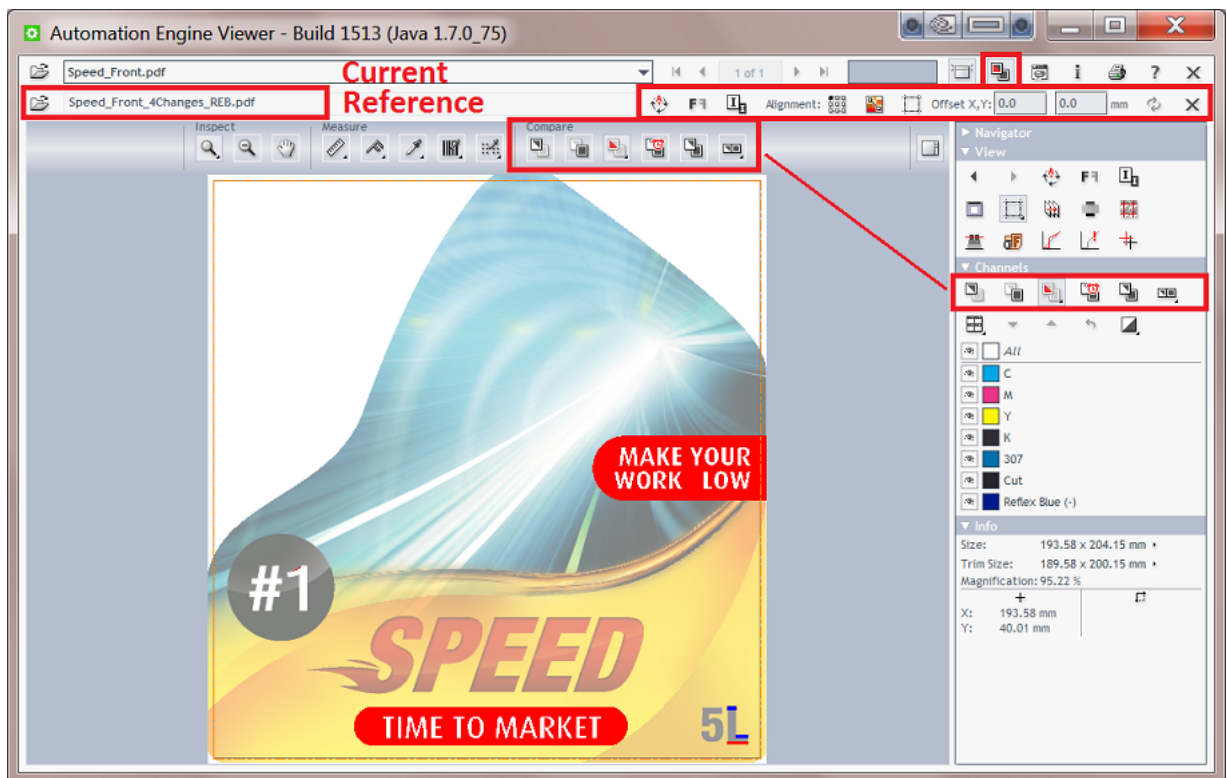 Automation Engine Viewer - Build 1513 (Java 1.7.0_75)
Speed_Front.pdf
Current
1 of 1
i
?
X
Speed_Front_4Changes_REB.pdf
Reference
Alignment:
Offset X,Y: 0.0
0.0
mm
X
Inspect
Measure
Compare
Navigator
View
Channels
All
C
M
Y
K
307
Cut
Reflex Blue (-)
Info
Size: 193.58 x 204.15 mm
Trim Size: 189.58 x 200.15 mm
Magnification: 95.22 %
X: 193.58 mm
Y: 40.01 mm
MAKE YOUR
WORK LOW
#1
SPEED
TIME TO MARKET
5L